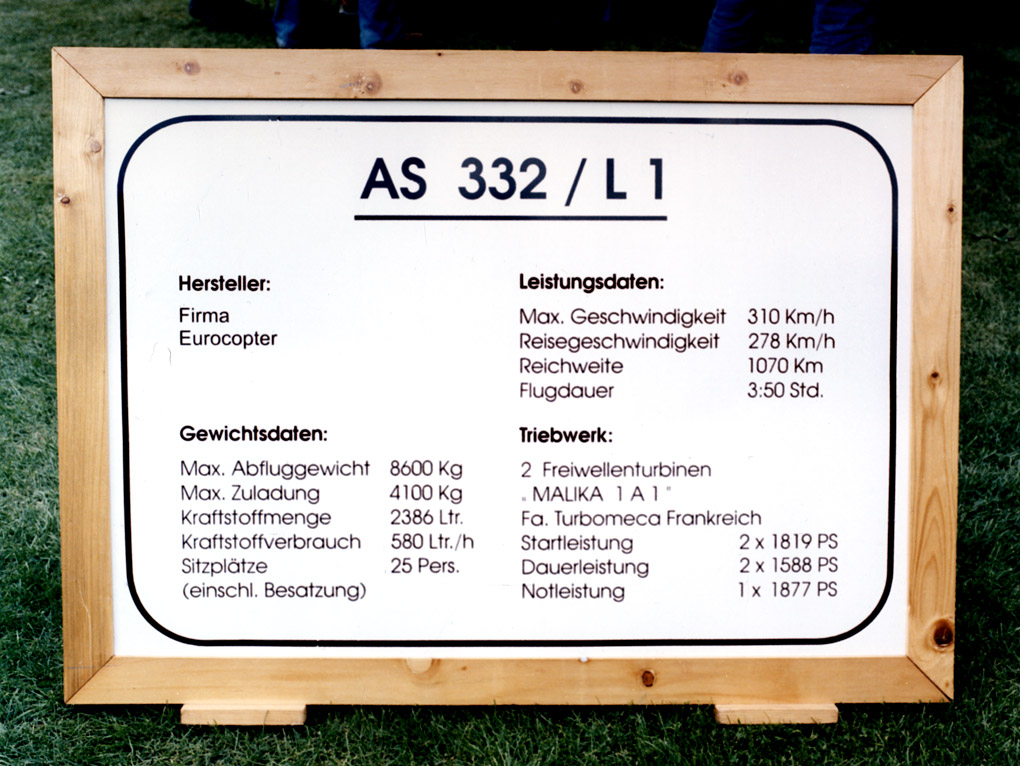 AS 332 / L 1
Hersteller:
Firma
Eurocopter
Leistungsdaten:
Max. Geschwindigkeit 310 Km/h
Reisegeschwindigkeit 278 Km/h
Reichweite 1070 Km
Flugdauer 3:50 Std.
Gewichtsdaten:
Max. Abfluggewicht 8600 Kg
Max. Zuladung 4100 Kg
Kraftstoffmenge 2386 Ltr.
Kraftstoffverbrauch 580 Ltr./h
Sitzplätze 25 Pers.
(einschl. Besatzung)
Triebwerk:
2 Freiwellenturbinen
„ MALIKA 1 A 1 "
Fa. Turbomeca Frankreich
Startleistung 2 x 1819 PS
Dauerleistung 2 x 1588 PS
Notleistung 1 x 1877 PS